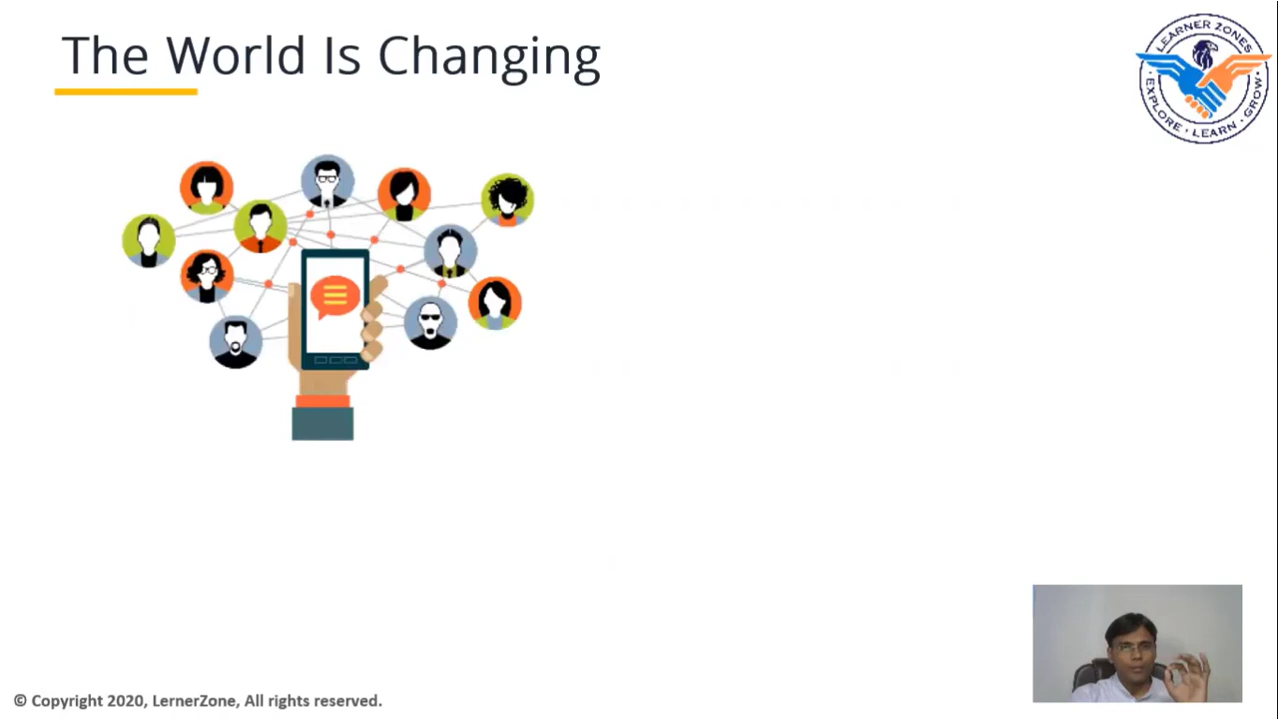 The World Is Changing
LEARNER ZONES
EXPLORE • LEARN • GROW
© Copyright 2020, LernerZone, All rights reserved.